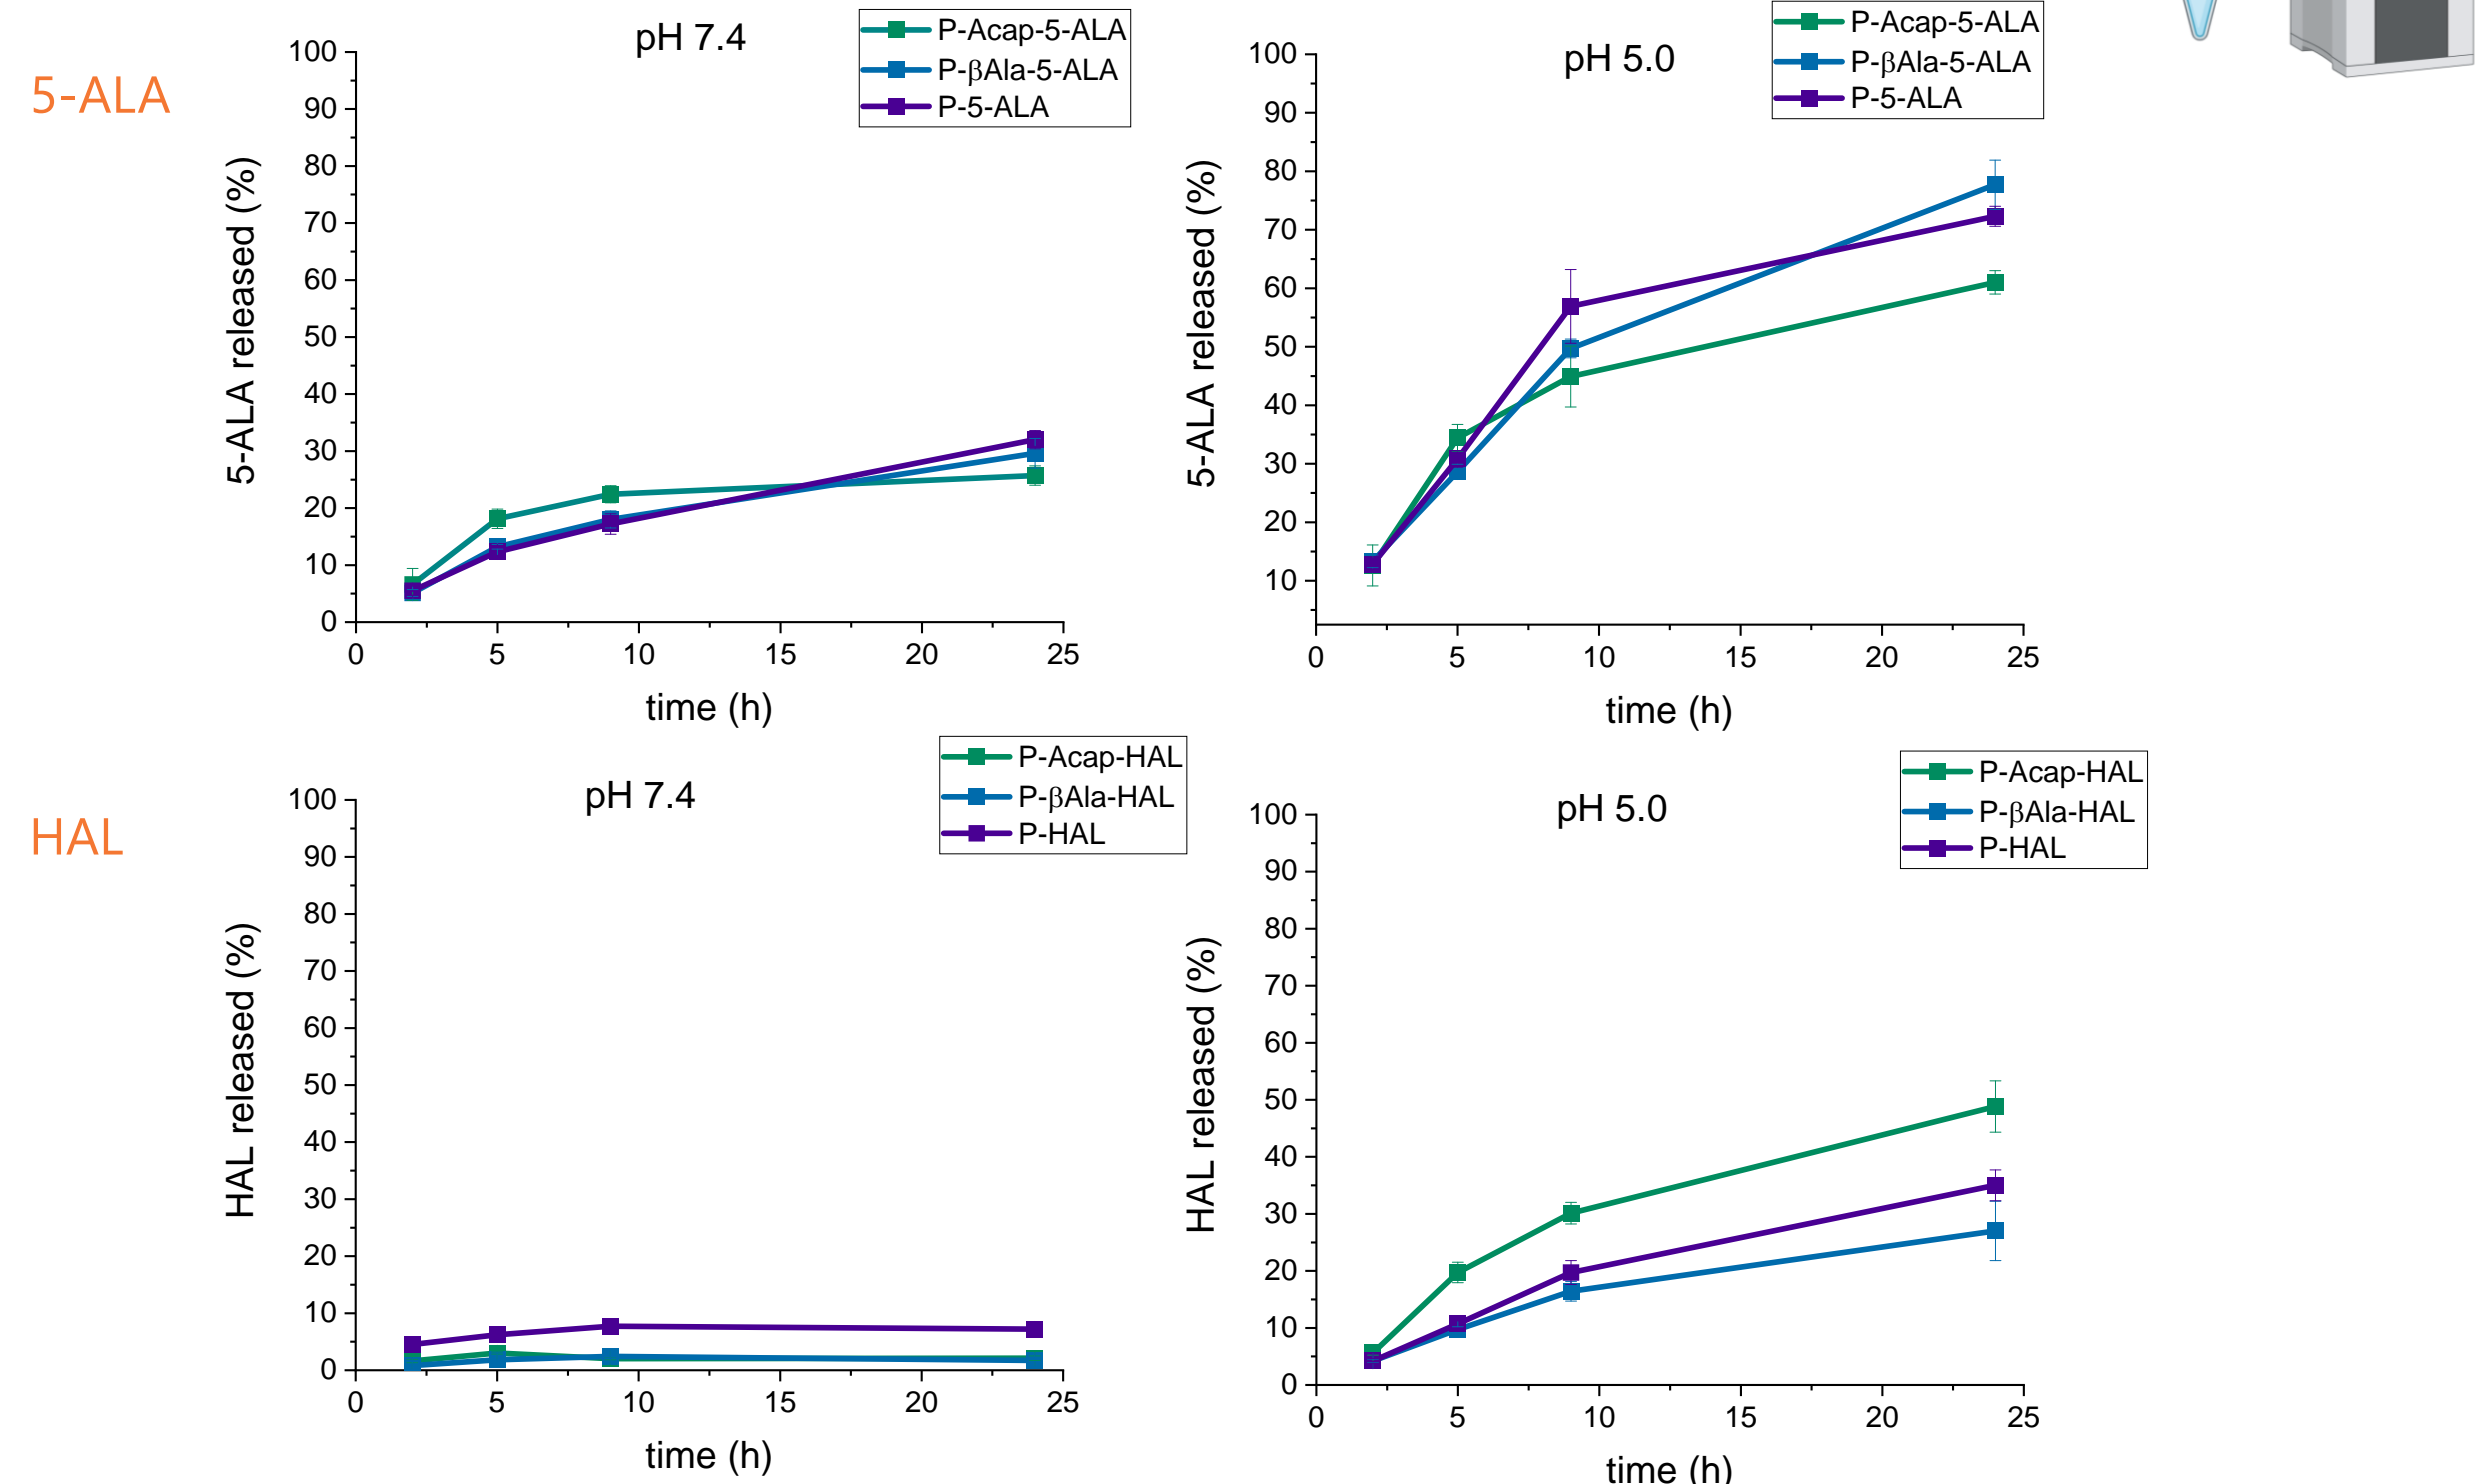 5-ALA
pH 7.4
P-Acap-5-ALA
P-βAla-5-ALA
P-5-ALA
100
90
80
70
60
50
40
30
20
10
0
5-ALA released (%)
0 5 10 15 20 25
time (h)
pH 5.0
P-Acap-5-ALA
P-βAla-5-ALA
P-5-ALA
100
90
80
70
60
50
40
30
20
10
5-ALA released (%)
0 5 10 15 20 25
time (h)
HAL
pH 7.4
P-Acap-HAL
P-βAla-HAL
P-HAL
100
90
80
70
60
50
40
30
20
10
0
HAL released (%)
0 5 10 15 20 25
time (h)
pH 5.0
P-Acap-HAL
P-βAla-HAL
P-HAL
100
90
80
70
60
50
40
30
20
10
0
HAL released (%)
0 5 10 15 20 25
time (h)